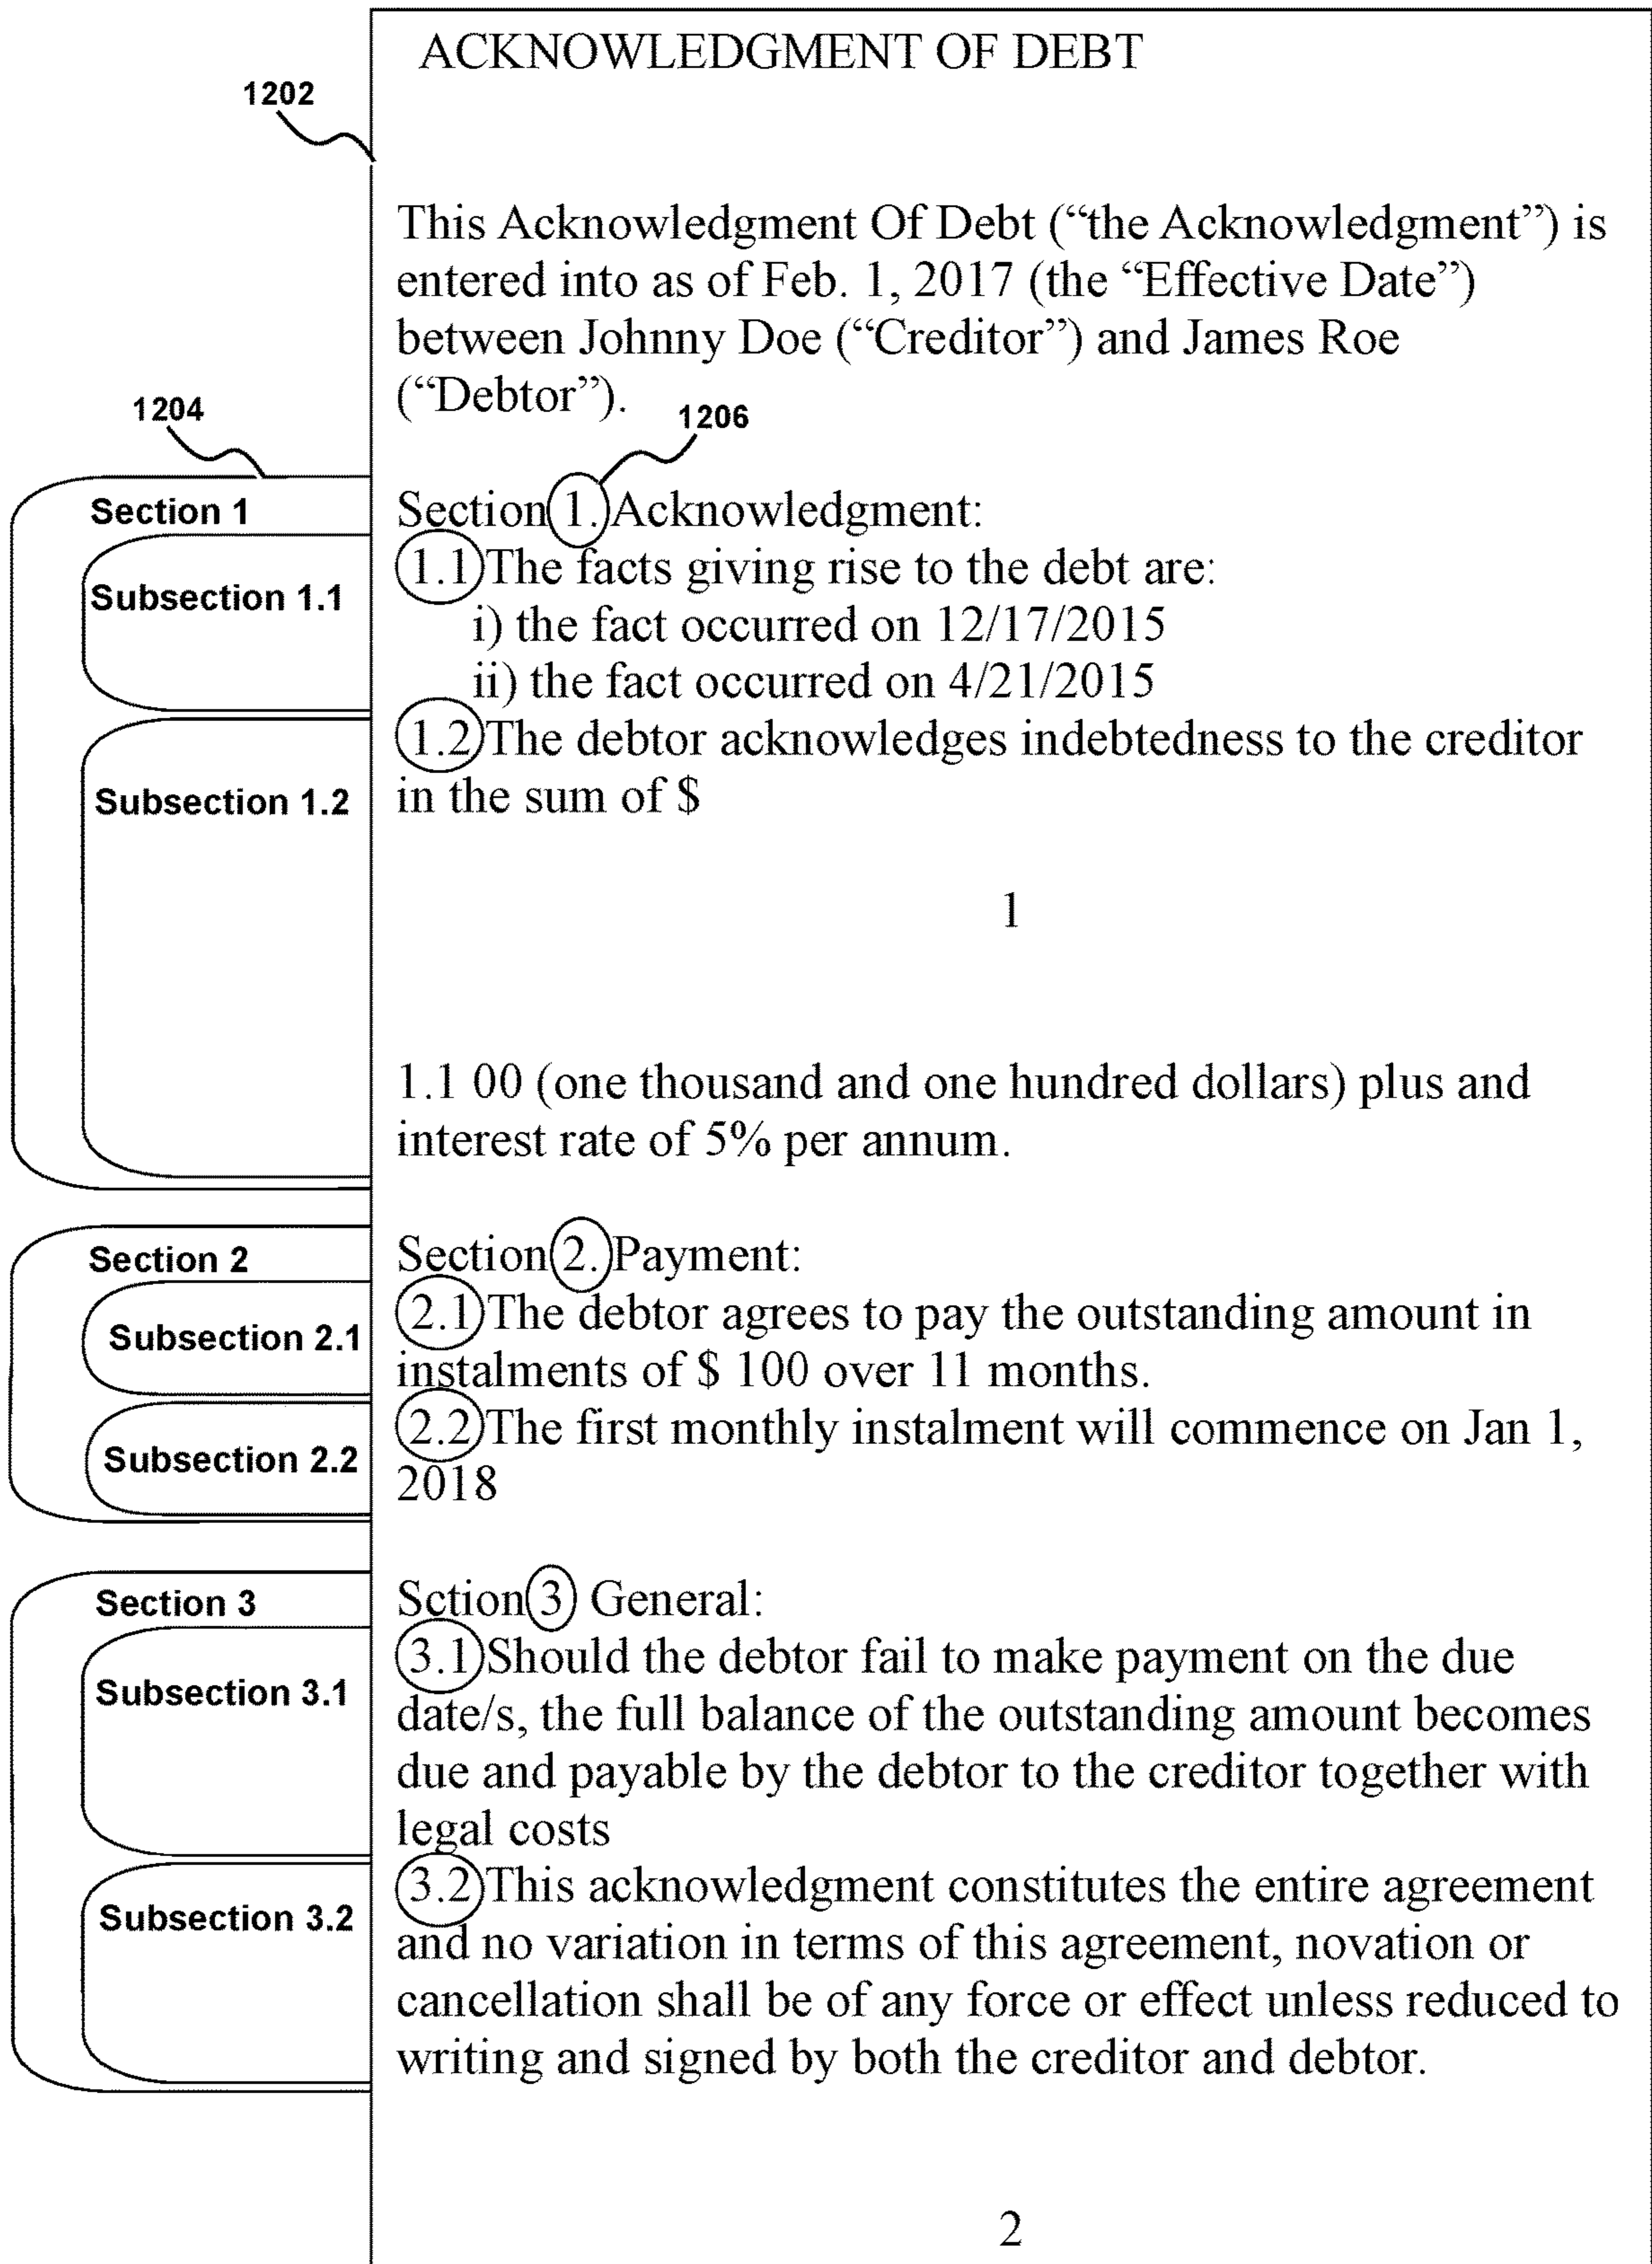 ACKNOWLEDGMENT OF DEBT
1202
This Acknowledgment Of Debt (“the Acknowledgment”) is
entered into as of Feb. 1, 2017 (the “Effective Date”)
between Johnny Doe (“Creditor”) and James Roe
(“Debtor”).
1204
1206
Section 1
Section 1. Acknowledgment:
Subsection 1.1
1.1 The facts giving rise to the debt are:
i) the fact occurred on 12/17/2015
ii) the fact occurred on 4/21/2015
Subsection 1.2
1.2 The debtor acknowledges indebtedness to the creditor
in the sum of $
1
1.1 00 (one thousand and one hundred dollars) plus and
interest rate of 5% per annum.
Section 2
Section 2. Payment:
Subsection 2.1
2.1 The debtor agrees to pay the outstanding amount in
instalments of $ 100 over 11 months.
Subsection 2.2
2.2 The first monthly instalment will commence on Jan 1,
2018
Section 3
Sction 3 General:
Subsection 3.1
3.1 Should the debtor fail to make payment on the due
date/s, the full balance of the outstanding amount becomes
due and payable by the debtor to the creditor together with
legal costs
Subsection 3.2
3.2 This acknowledgment constitutes the entire agreement
and no variation in terms of this agreement, novation or
cancellation shall be of any force or effect unless reduced to
writing and signed by both the creditor and debtor.
2